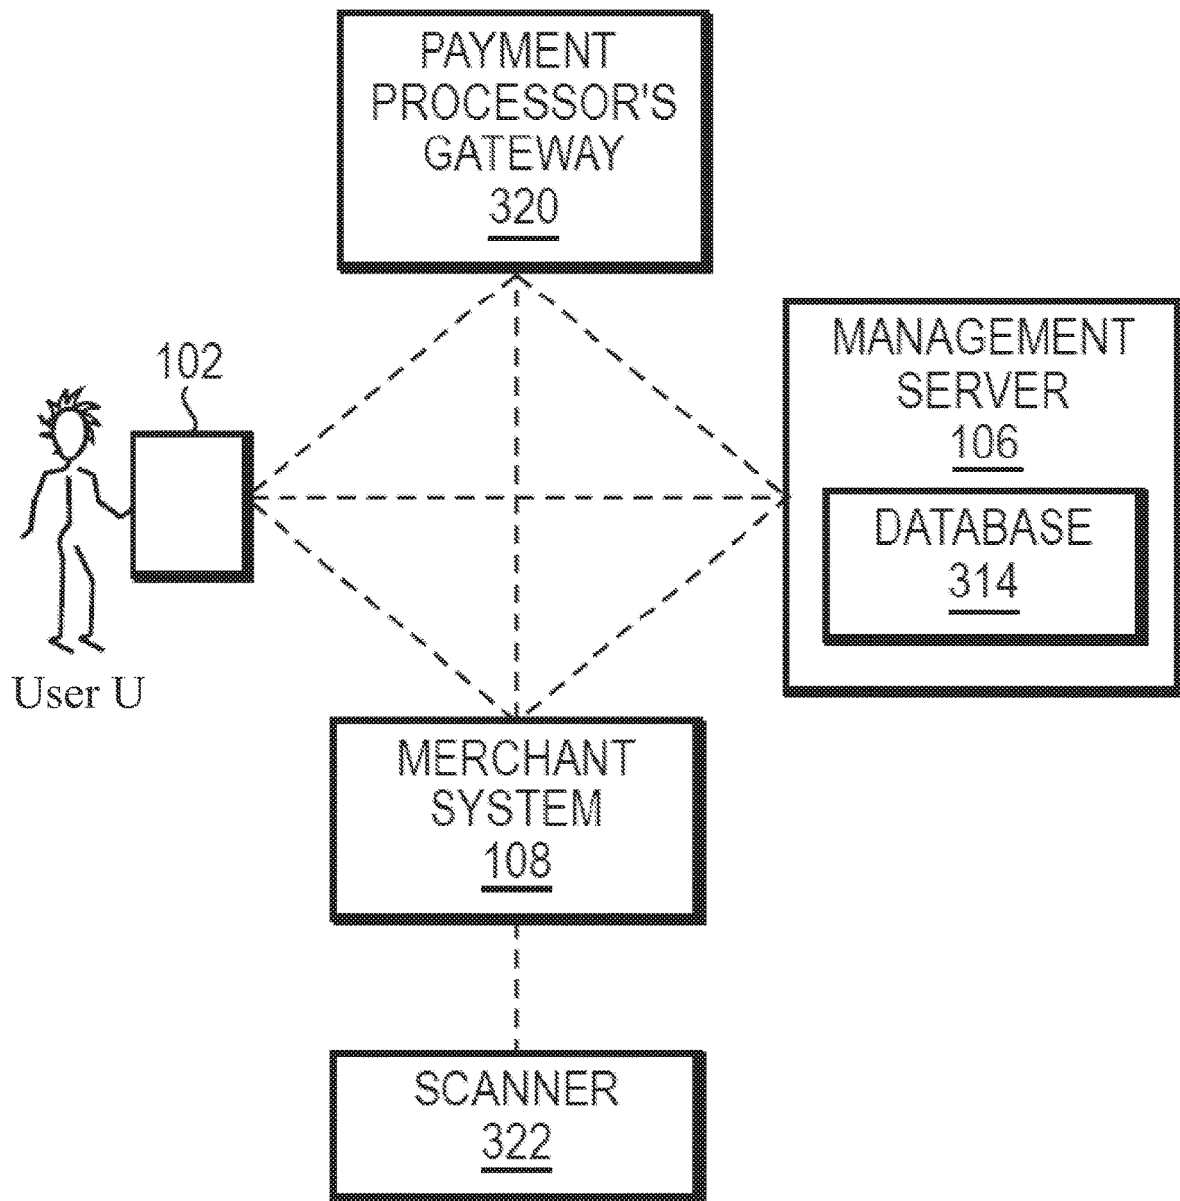 PAYMENT
PROCESSOR'S
GATEWAY
320
102
User U
MANAGEMENT
SERVER
106
DATABASE
314
MERCHANT
SYSTEM
108
SCANNER
322